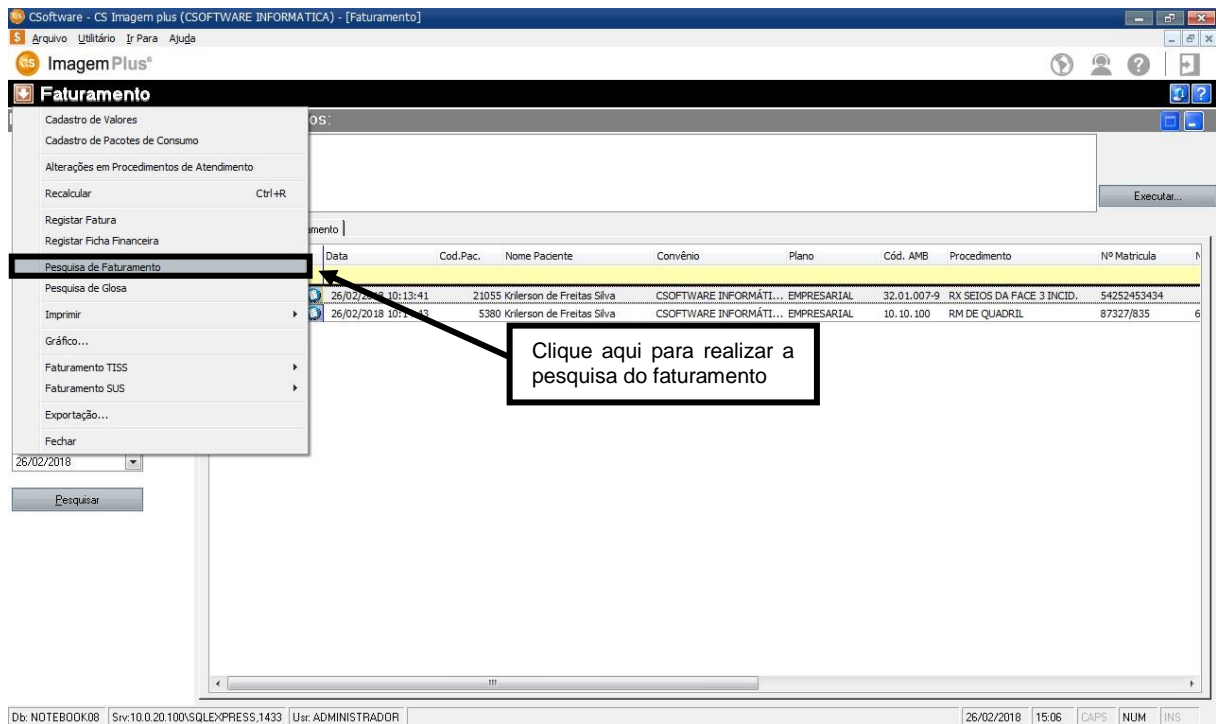 CSoftware - CS Imagem plus (CSOFTWARE INFORMATICA) - [Faturamento]
Arquivo Utilitário Ir Para Ajuda
ImagemPlus®
Faturamento
os:
Cadastro de Valores
Cadastro de Pacotes de Consumo
Alterações em Procedimentos de Atendimento
Recalcular Ctrl+R
Executar...
Registar Fatura
Registar Ficha Financeira
amento
Pesquisa de Faturamento
Pesquisa de Glosa
Imprimir
Gráfico...
Faturamento TISS
Faturamento SUS
Exportação...
Fechar
Data Cod.Pac. Nome Paciente Convênio Plano Cód. AMB Procedimento Nº Matricula N
26/02/2018 10:13:41 21055 Krilerson de Freitas Silva CSOFTWARE INFORMÁTI... EMPRESARIAL 32.01.007-9 RX SEIOS DA FACE 3 INCID. 54252453434
26/02/2018 5380 Krilerson de Freitas Silva CSOFTWARE INFORMÁTI... EMPRESARIAL 10.10.100 RM DE QUADRIL 87327/835 6
Clique aqui para realizar a
pesquisa do faturamento
26/02/2018
Pesquisar
Db: NOTEBOOK08 Srv:10.0.20.100\SQLEXPRESS,1433 Usr: ADMINISTRADOR 26/02/2018 15:06 CAPS NUM INS